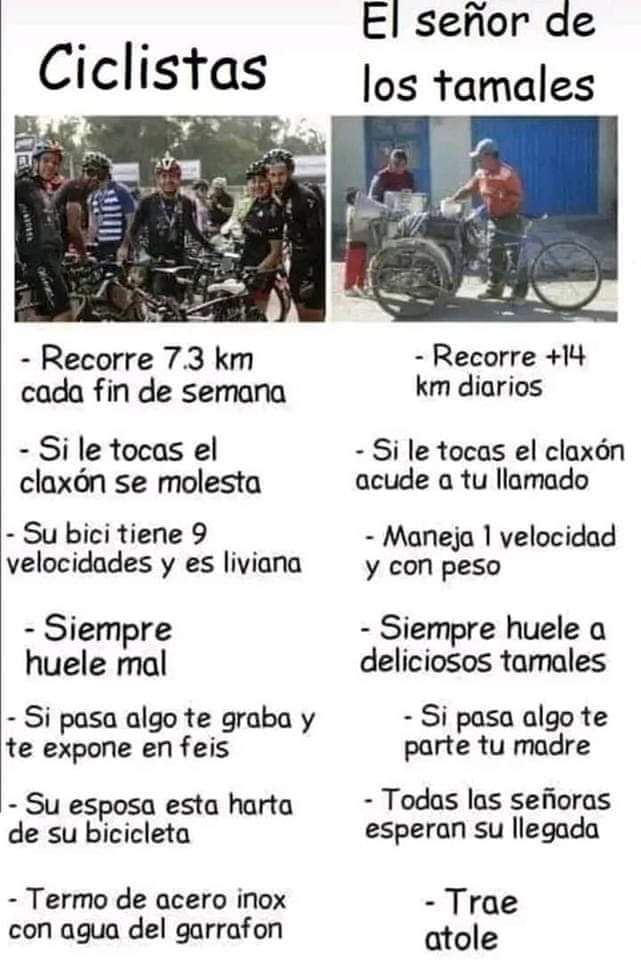 Ciclistas
El señor de
los tamales
- Recorre 7.3 km
cada fin de semana
- Recorre +14
km diarios
- Si le tocas el
claxón se molesta
- Si le tocas el claxón
acude a tu llamado
- Su bici tiene 9
velocidades y es liviana
- Maneja 1 velocidad
y con peso
- Siempre
huele mal
- Siempre huele a
deliciosos tamales
- Si pasa algo te graba y
te expone en feis
- Si pasa algo te
parte tu madre
- Su esposa esta harta
de su bicicleta
- Todas las señoras
esperan su llegada
- Termo de acero inox
con agua del garrafon
- Trae
atole